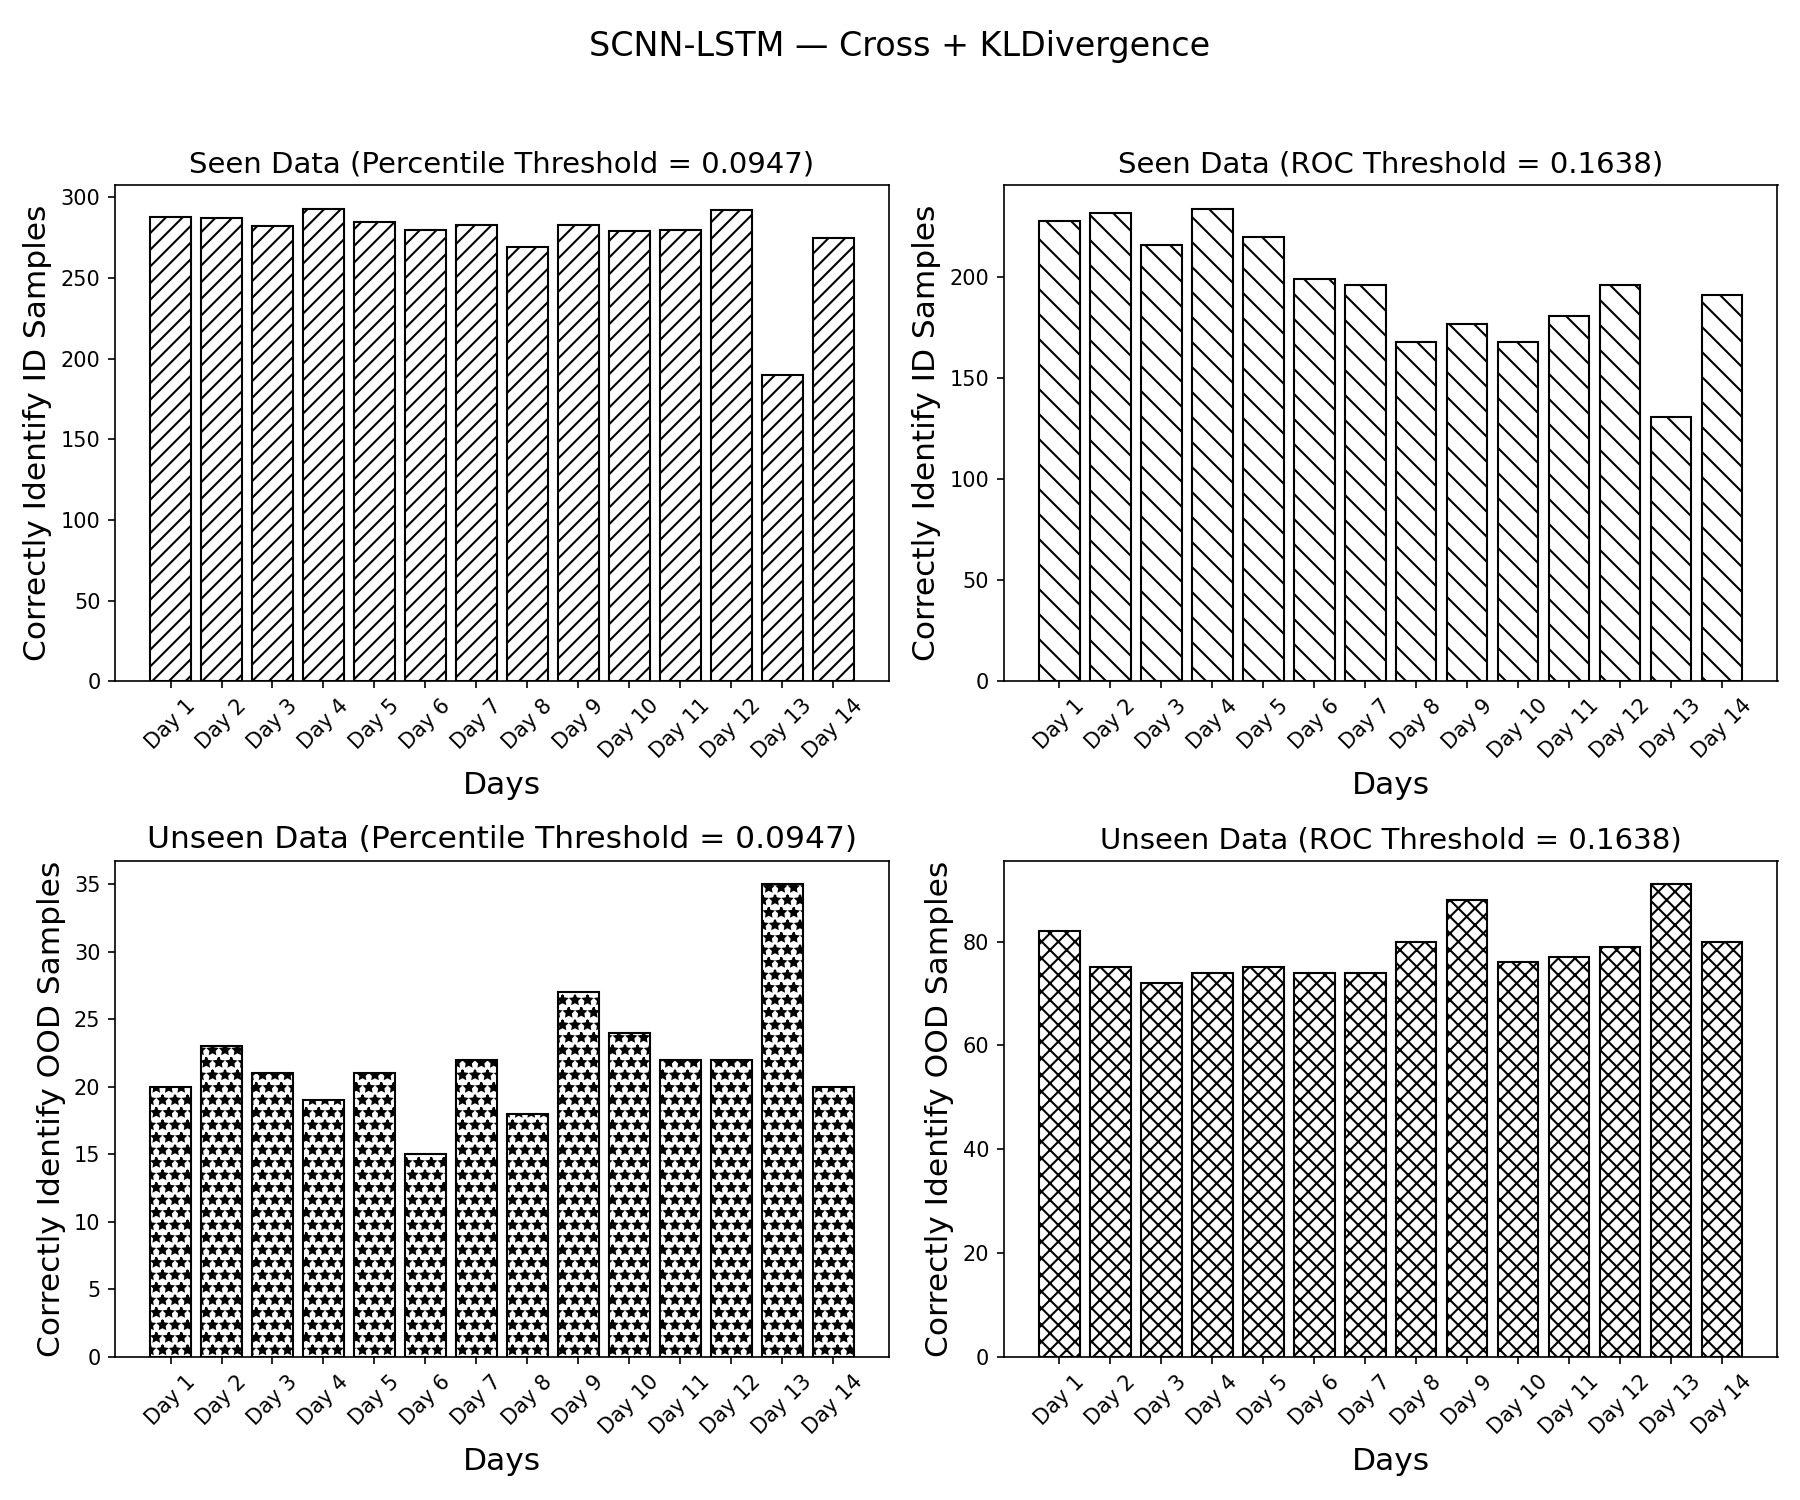 SCNN-LSTM — Cross + KLDivergence
Seen Data (Percentile Threshold = 0.0947)
Correctly Identify ID Samples
300
250
200
150
100
50
0
Day 1 Day 2 Day 3 Day 4 Day 5 Day 6 Day 7 Day 8 Day 9 Day 10 Day 11 Day 12 Day 13 Day 14
Days
Seen Data (ROC Threshold = 0.1638)
Correctly Identify ID Samples
200
150
100
50
0
Day 1 Day 2 Day 3 Day 4 Day 5 Day 6 Day 7 Day 8 Day 9 Day 10 Day 11 Day 12 Day 13 Day 14
Days
Unseen Data (Percentile Threshold = 0.0947)
Correctly Identify OOD Samples
35
30
25
20
15
10
5
0
Day 1 Day 2 Day 3 Day 4 Day 5 Day 6 Day 7 Day 8 Day 9 Day 10 Day 11 Day 12 Day 13 Day 14
Days
Unseen Data (ROC Threshold = 0.1638)
Correctly Identify OOD Samples
80
60
40
20
0
Day 1 Day 2 Day 3 Day 4 Day 5 Day 6 Day 7 Day 8 Day 9 Day 10 Day 11 Day 12 Day 13 Day 14
Days